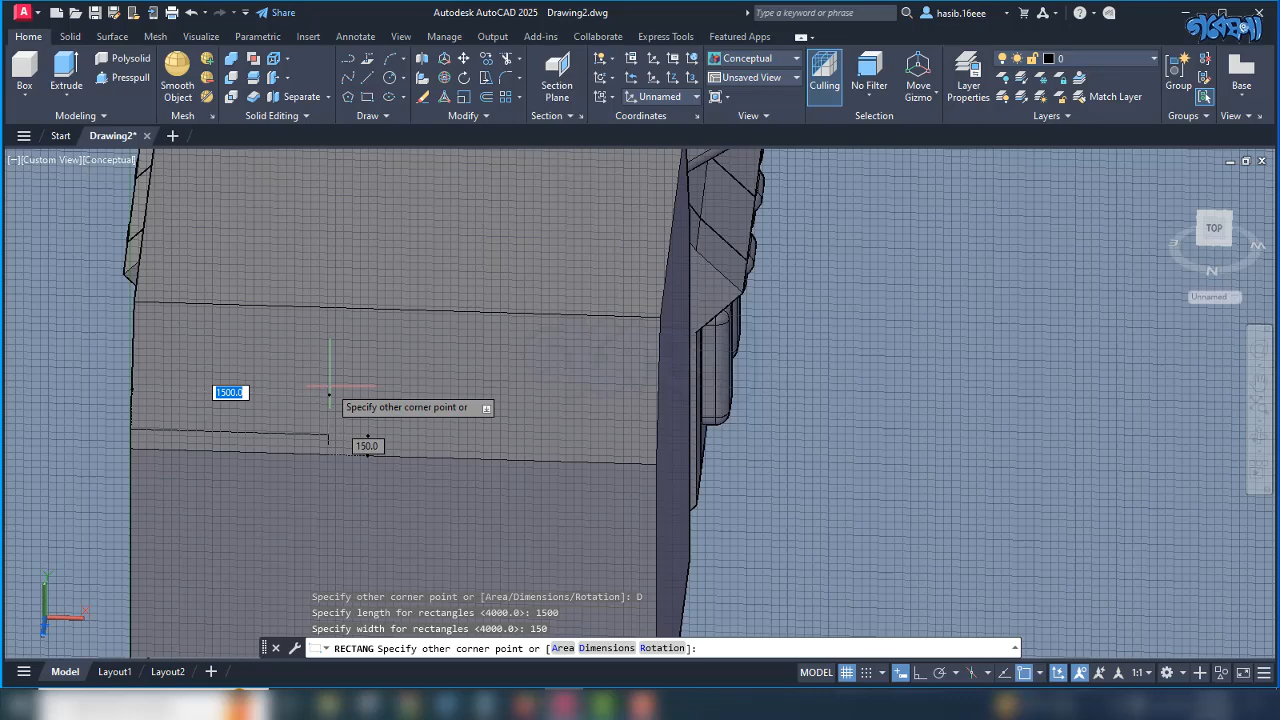 A Share Autodesk AutoCAD 2025 Drawing2.dwg Type a keyword or phrase hasib.16eee
গবেষণা
Home Solid Surface Mesh Visualize Parametric Insert Annotate View Manage Output Add-ins Collaborate Express Tools Featured Apps
Polysolid
Presspull
Box Extrude
Smooth
Object
Separate
Section
Plane
Unnamed
Conceptual
Unsaved View
Culling No Filter
Move
Gizmo
Layer
Properties
0
Match Layer
Group Base
Modeling Mesh Solid Editing Draw Modify Section Coordinates View Selection Layers Groups View
Start Drawing2*
[−][Custom View][Conceptual]
TOP
N
Unnamed
1500.0
Specify other corner point or
150.0
Specify other corner point or [Area/Dimensions/Rotation]: D
Specify length for rectangles <4000.0>: 1500
Specify width for rectangles <4000.0>: 150
RECTANG Specify other corner point or [Area Dimensions Rotation]:
Y
X
Model Layout1 Layout2 MODEL 1:1